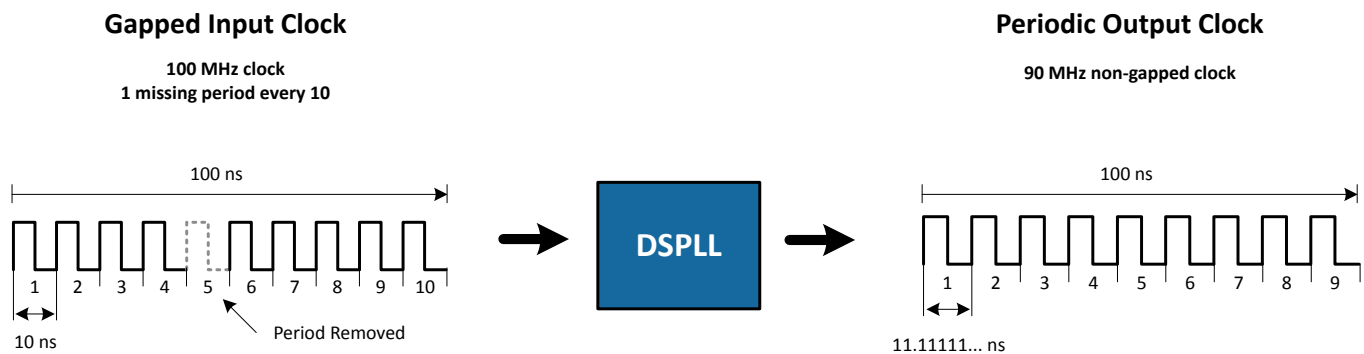 Gapped Input Clock
100 MHz clock
1 missing period every 10
100 ns
1 2 3 4 5 6 7 8 9 10
10 ns
Period Removed
DSPLL
Periodic Output Clock
90 MHz non-gapped clock
100 ns
1 2 3 4 5 6 7 8 9
11.11111... ns